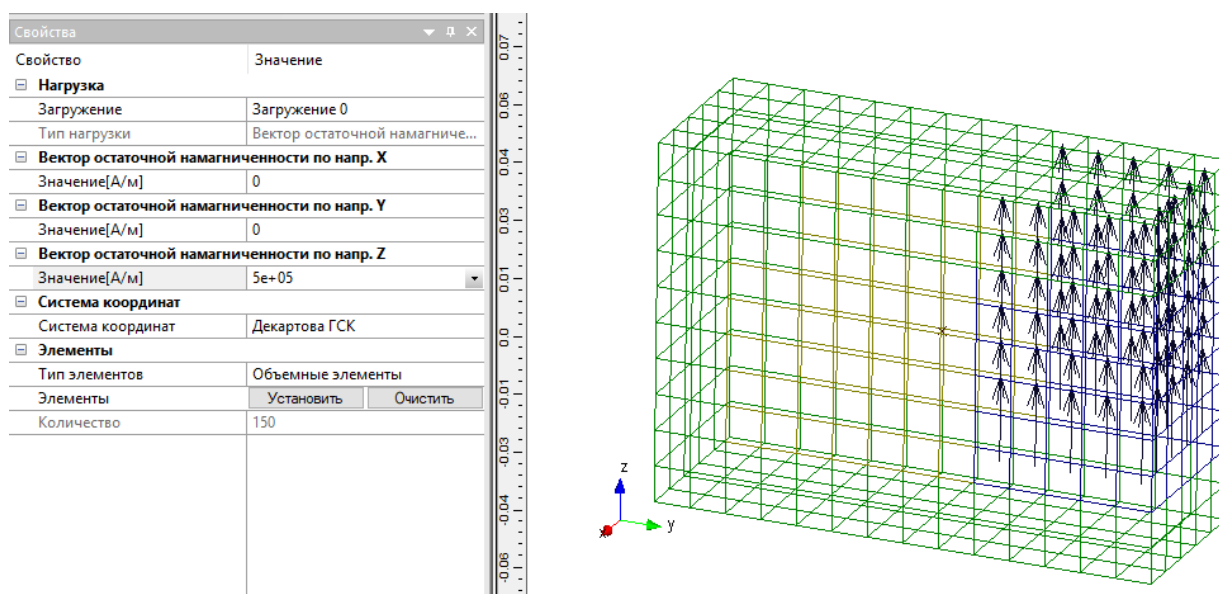 Свойства
Свойство Значение
Нагрузка
Загружение Загружение 0
Тип нагрузки Вектор остаточной намагниче...
Вектор остаточной намагниченности по напр. X
Значение[А/м] 0
Вектор остаточной намагниченности по напр. Y
Значение[А/м] 0
Вектор остаточной намагниченности по напр. Z
Значение[А/м] 5e+05
Система координат
Система координат Декартова ГСК
Элементы
Тип элементов Объемные элементы
Элементы Установить Очистить
Количество 150
0.07
0.06
0.04
0.03
0.01
0.0
-0.01
-0.03
-0.04
-0.06
z
y
x